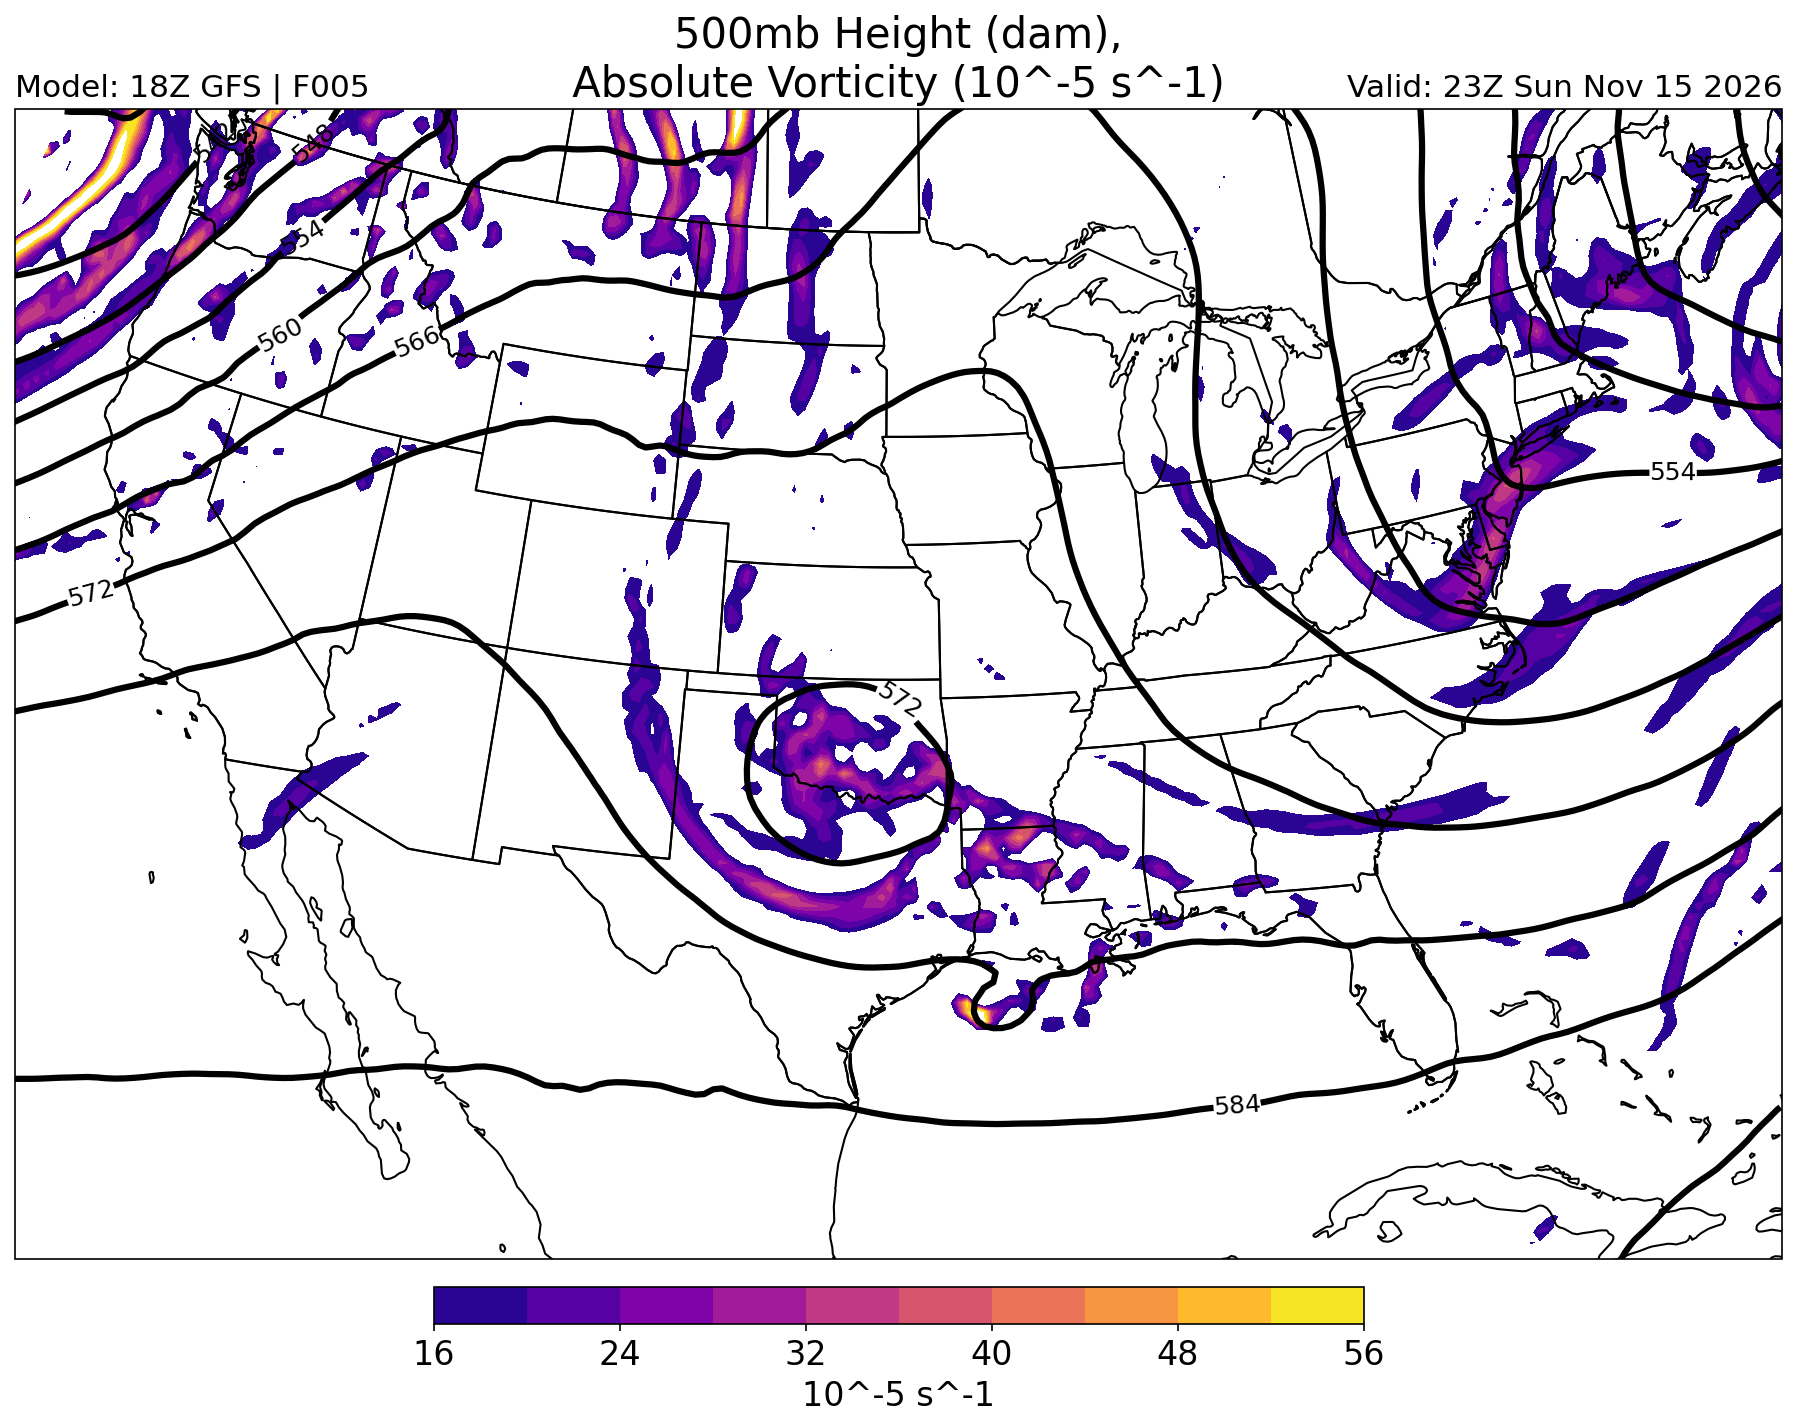 500mb Height (dam),
Absolute Vorticity (10^-5 s^-1)
Model: 18Z GFS | F005
Valid: 23Z Sun Nov 15 2026
548
554
560
566
554
572
572
584
16 24 32 40 48 56
10^-5 s^-1